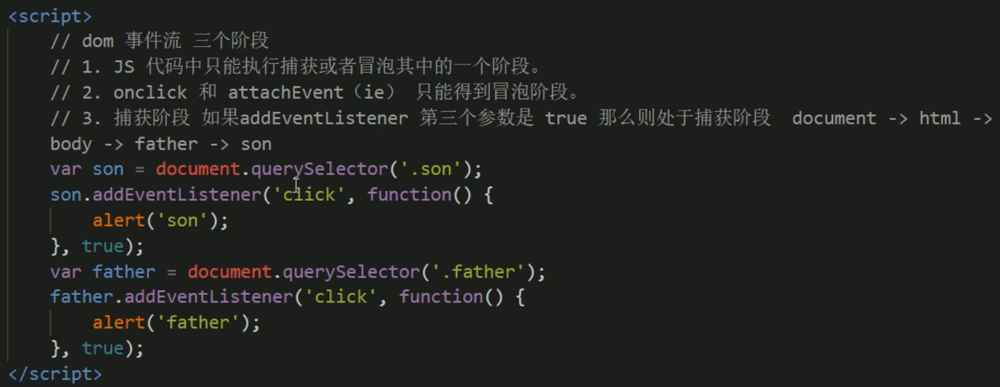 <script>
// dom 事件流 三个阶段
// 1. JS 代码中只能执行捕获或者冒泡其中的一个阶段。
// 2. onclick 和 attachEvent（ie） 只能得到冒泡阶段。
// 3. 捕获阶段 如果addEventListener 第三个参数是 true 那么则处于捕获阶段  document -> html ->
body -> father -> son
var son = document.querySelector('.son');
son.addEventListener('click', function() {
    alert('son');
}, true);
var father = document.querySelector('.father');
father.addEventListener('click', function() {
    alert('father');
}, true);
</script>